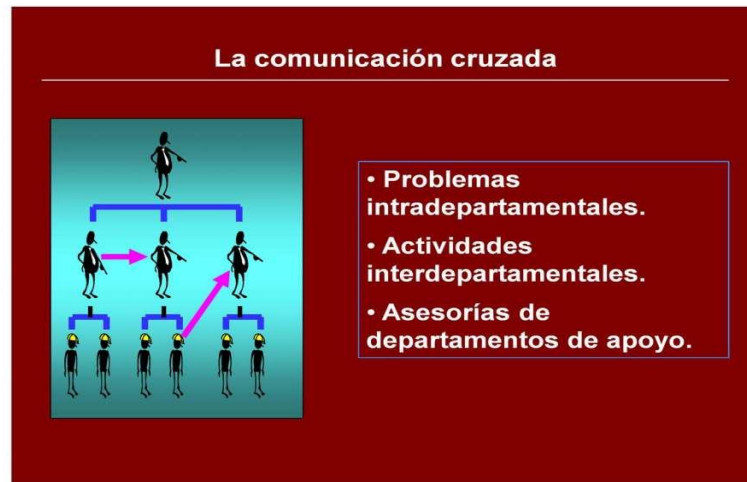 La comunicación cruzada
• Problemas
intradepartamentales.
• Actividades
interdepartamentales.
• Asesorías de
departamentos de apoyo.